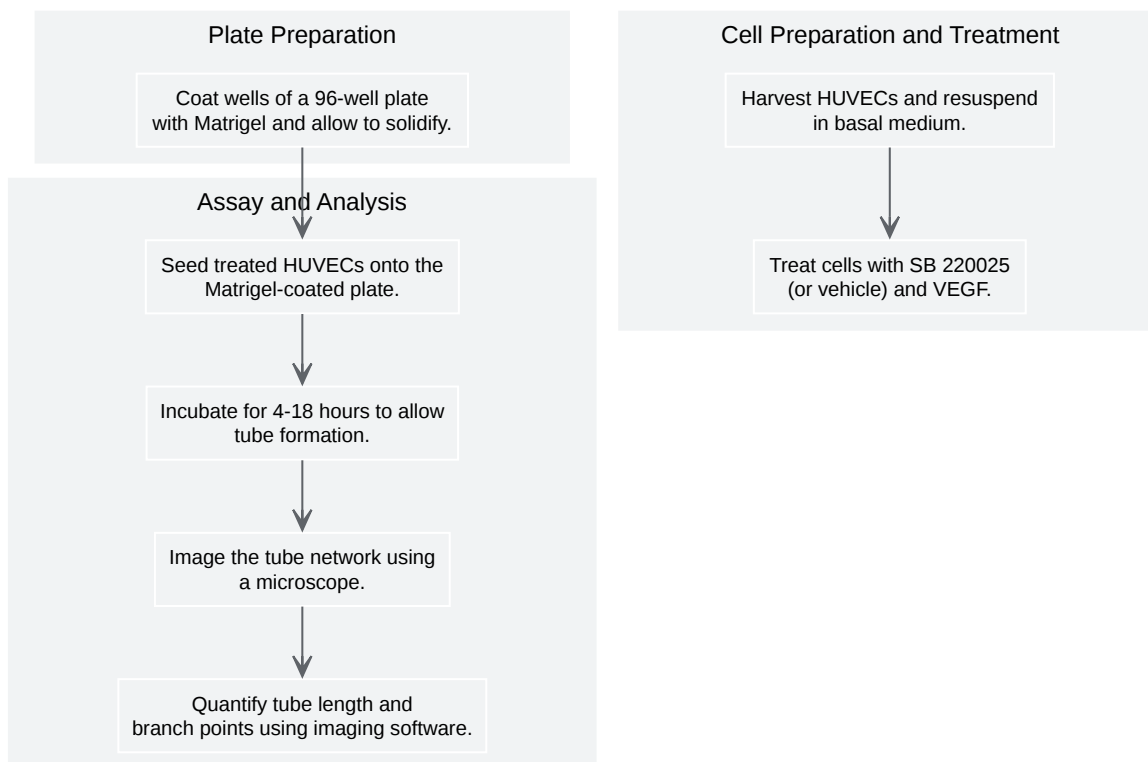 Plate Preparation
Coat wells of a 96-well plate
with Matrigel and allow to solidify.
Assay and Analysis
Seed treated HUVECs onto the
Matrigel-coated plate.
Incubate for 4-18 hours to allow
tube formation.
Image the tube network using
a microscope.
Quantify tube length and
branch points using imaging software.
Cell Preparation and Treatment
Harvest HUVECs and resuspend
in basal medium.
Treat cells with SB 220025
(or vehicle) and VEGF.